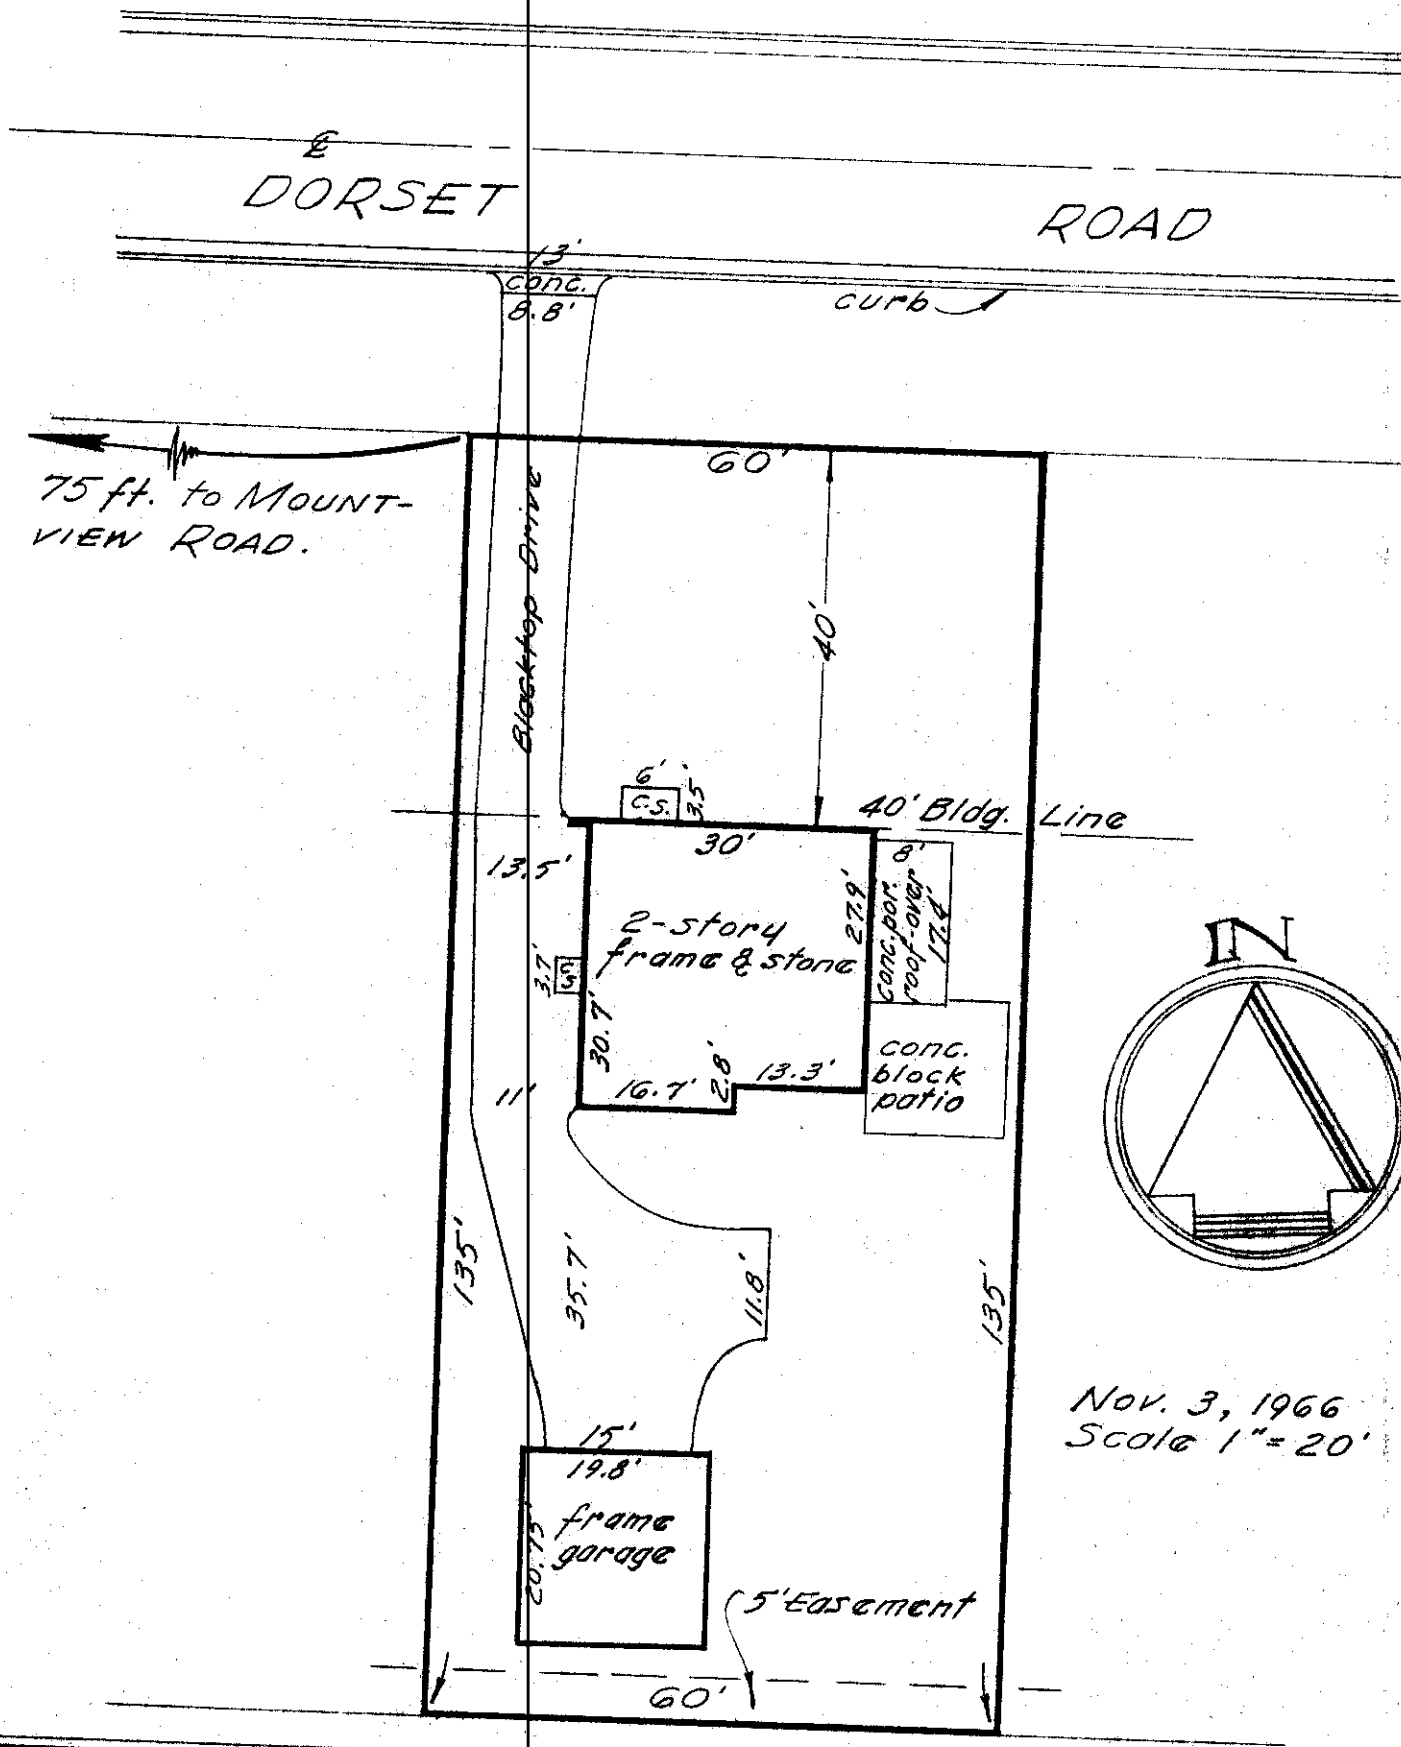 ℄
DORSET ROAD
13'
conc.
8.8'
curb
75 ft. to MOUNT-
VIEW ROAD.
60'
Blacktop Drive
40'
6'
C.S.
3.5'
40' Bldg. Line
30'
13.5'
8'
conc. por.
roof-over
17.4'
27.9'
2-story
frame & stone
3.7'
30.7'
N
conc.
block
patio
2.8'
13.3'
16.7'
11'
135'
35.7'
11.8'
135'
Nov. 3, 1966
Scale 1"=20'
15'
19.8'
frame
garage
20.75'
5' Easement
60'